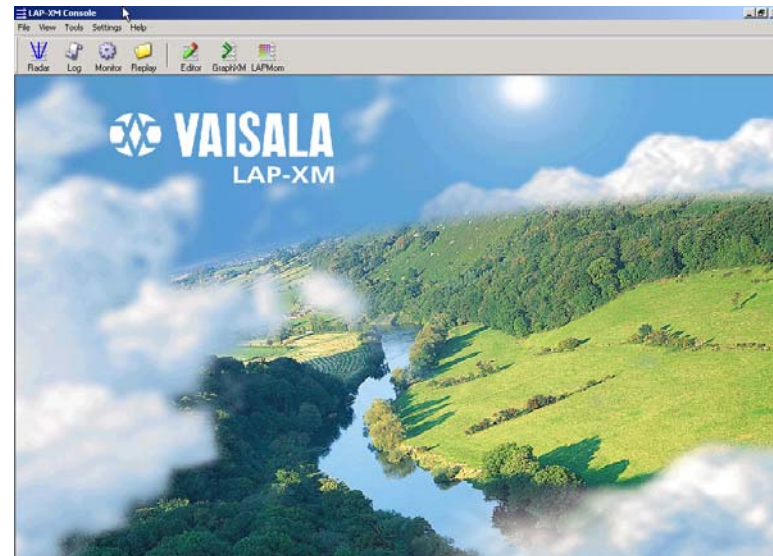 LAP-XM Console
File View Tools Settings Help
Radar Log Monitor Replay Editor GraphXM LAPMom
VAISALA
LAP-XM